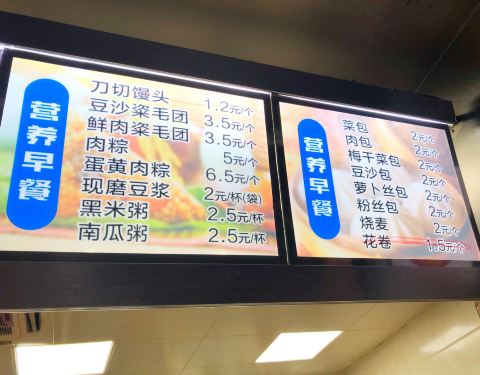 营养早餐
刀切馒头 1.2元/个
豆沙粢毛团 3.5元/个
鲜肉粢毛团 3.5元/个
肉粽 5元/个
蛋黄肉粽 6.5元/个
现磨豆浆 2元/杯(袋)
黑米粥 2.5元/杯
南瓜粥 2.5元/杯
营养早餐
菜包 2元/个
肉包 2元/个
梅干菜包 2元/个
豆沙包 2元/个
萝卜丝包 2元/个
粉丝包 2元/个
烧麦 2元/个
花卷 1.5元/个